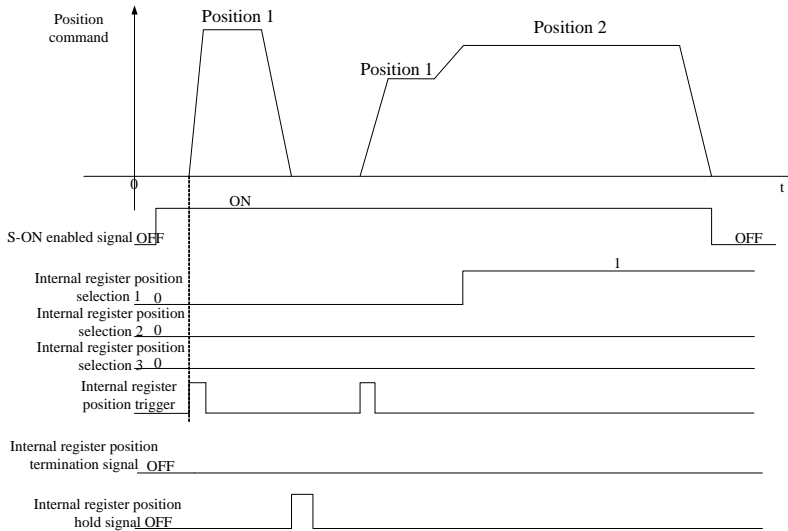 Position
command
Position 1
Position 1
Position 2
0
t
ON
S-ON enabled signal OFF
OFF
Internal register position
selection 1 0
1
Internal register position
selection 2 0
Internal register position
selection 3 0
Internal register
position trigger
Internal register position
termination signal OFF
Internal register position
hold signal OFF